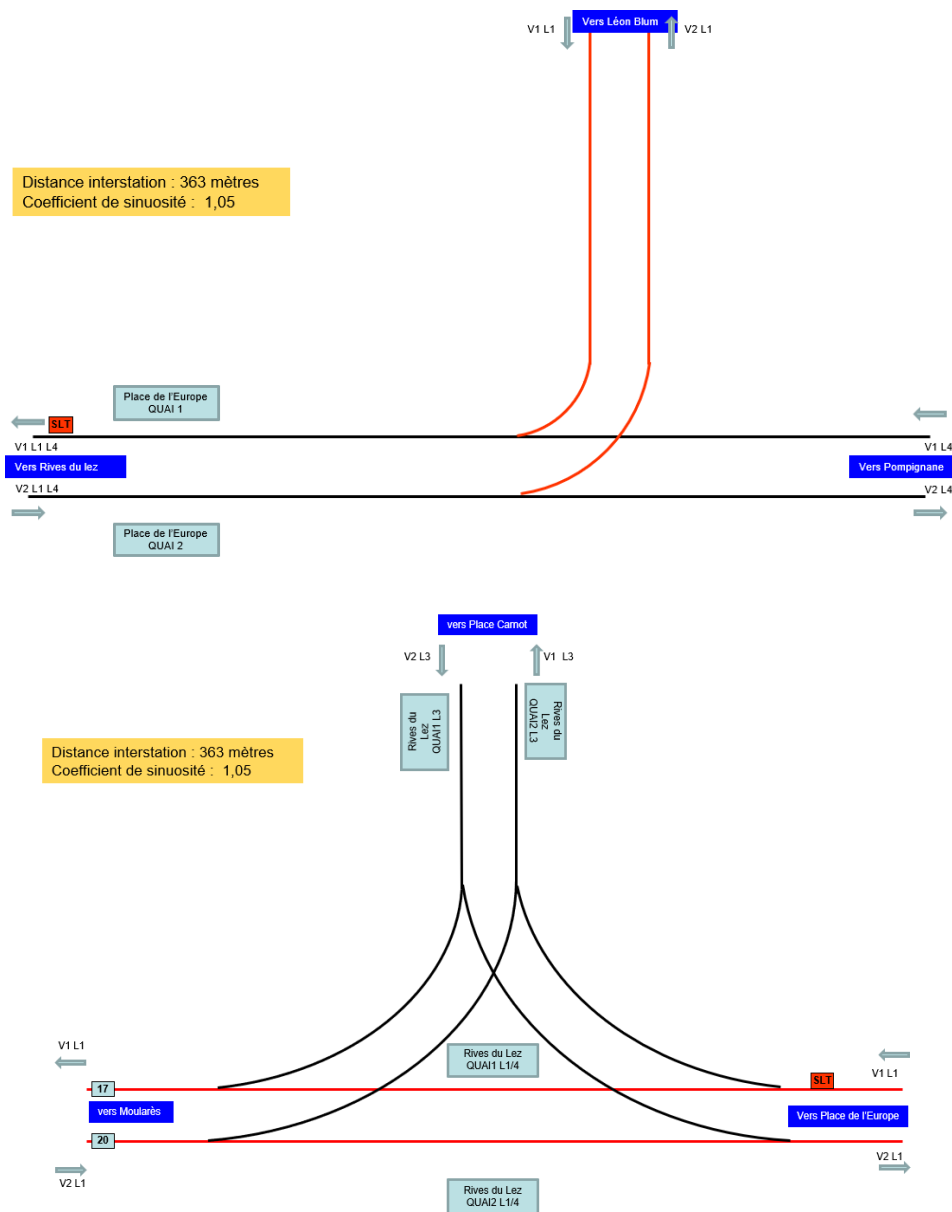 Vers Léon Blum
V1 L1
V2 L1
Distance interstation : 363 mètres
Coefficient de sinuosité : 1,05
Place de l'Europe
QUAI 1
SLT
V1 L1 L4
V1 L4
Vers Rives du lez
Vers Pompignane
V2 L1 L4
V2 L4
Place de l'Europe
QUAI 2
vers Place Carnot
V2 L3
V1 L3
Rives du
Lez
QUAI1 L3
Rives du
Lez
QUAI2 L3
Distance interstation : 363 mètres
Coefficient de sinuosité : 1,05
V1 L1
Rives du Lez
QUAI1 L1/4
V1 L1
17
SLT
vers Moularès
Vers Place de l'Europe
20
V2 L1
V2 L1
Rives du Lez
QUAI2 L1/4